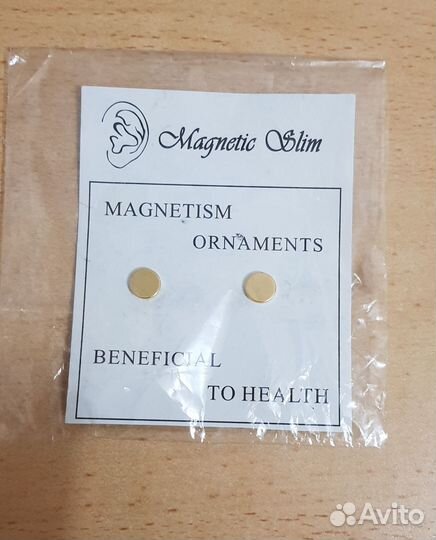 Magnetic Slim
MAGNETISM
ORNAMENTS
BENEFICIAL
TO HEALTH
Avito